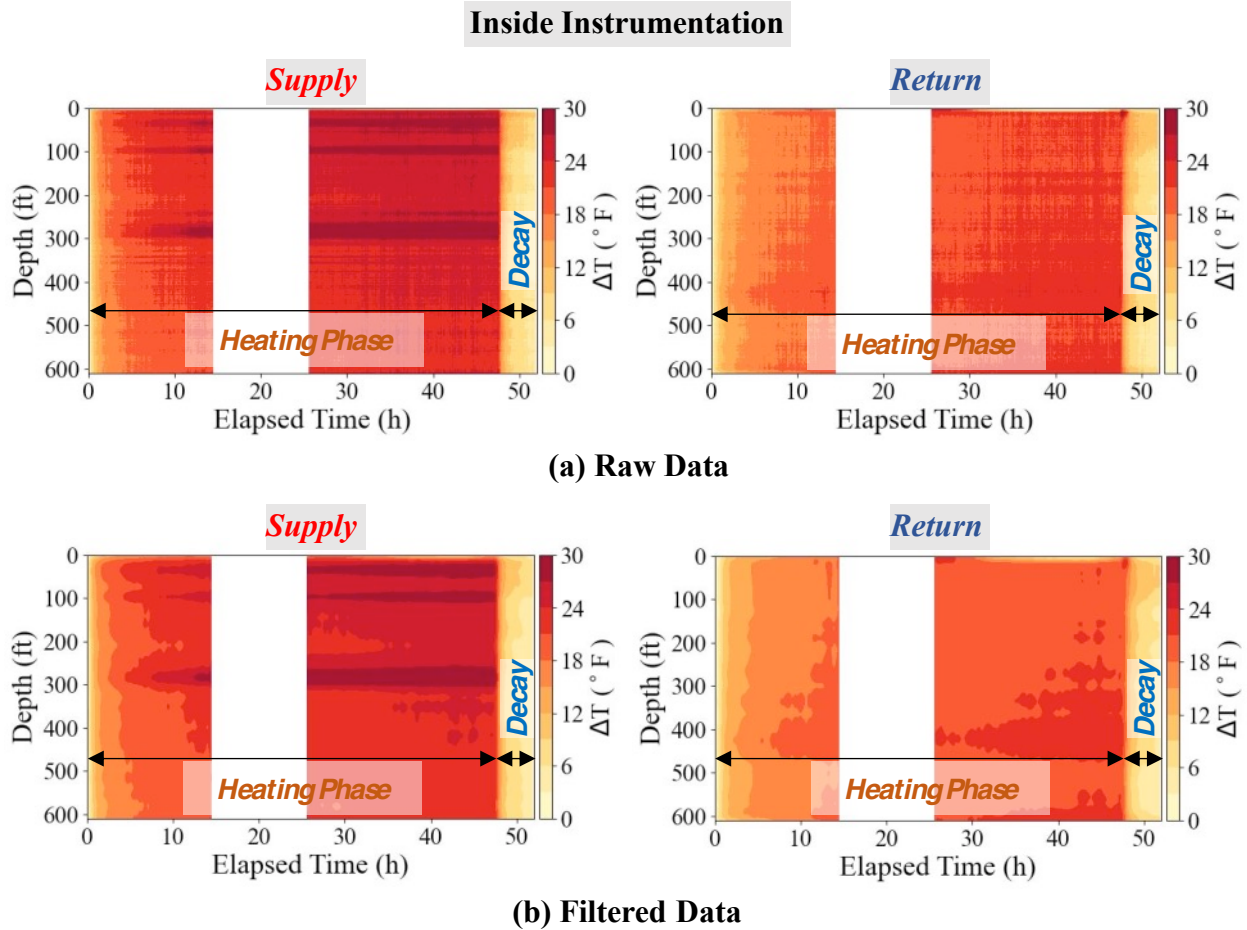 Inside Instrumentation
Supply
Return
0
100
200
300
400
500
600
Depth (ft)
0 10 20 30 40 50
Elapsed Time (h)
Heating Phase
Decay
30
24
18
12
6
0
ΔT (°F)
0
100
200
300
400
500
600
Depth (ft)
0 10 20 30 40 50
Elapsed Time (h)
Heating Phase
Decay
30
24
18
12
6
0
ΔT (°F)
(a) Raw Data
Supply
Return
0
100
200
300
400
500
600
Depth (ft)
0 10 20 30 40 50
Elapsed Time (h)
Heating Phase
Decay
30
24
18
12
6
0
ΔT (°F)
0
100
200
300
400
500
600
Depth (ft)
0 10 20 30 40 50
Elapsed Time (h)
Heating Phase
Decay
30
24
18
12
6
0
ΔT (°F)
(b) Filtered Data